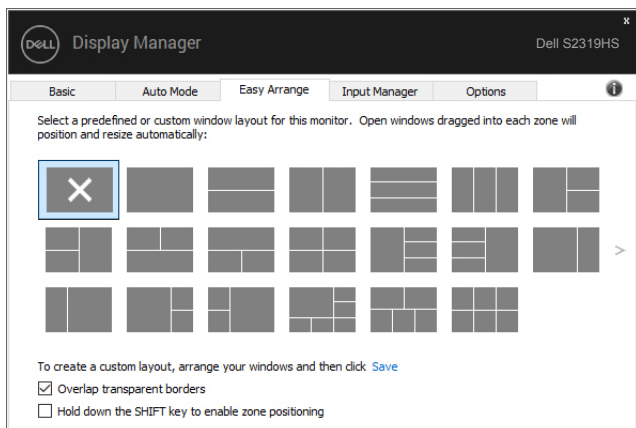 x
DELL Display Manager Dell S2319HS
Basic Auto Mode Easy Arrange Input Manager Options i
Select a predefined or custom window layout for this monitor. Open windows dragged into each zone will
position and resize automatically:
>
To create a custom layout, arrange your windows and then click Save
Overlap transparent borders
Hold down the SHIFT key to enable zone positioning